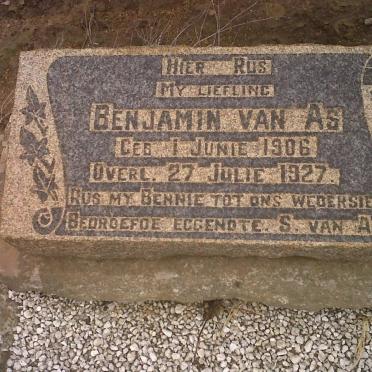 HIER RUS
MY LIEFLING
BENJAMIN VAN AS
GEB 1 JUNIE 1906
OVERL. 27 JULIE 1927.
RUS MY BENNIE TOT ONS WEDERSIE
BEDROEFDE EGGENOTE. S. VAN A